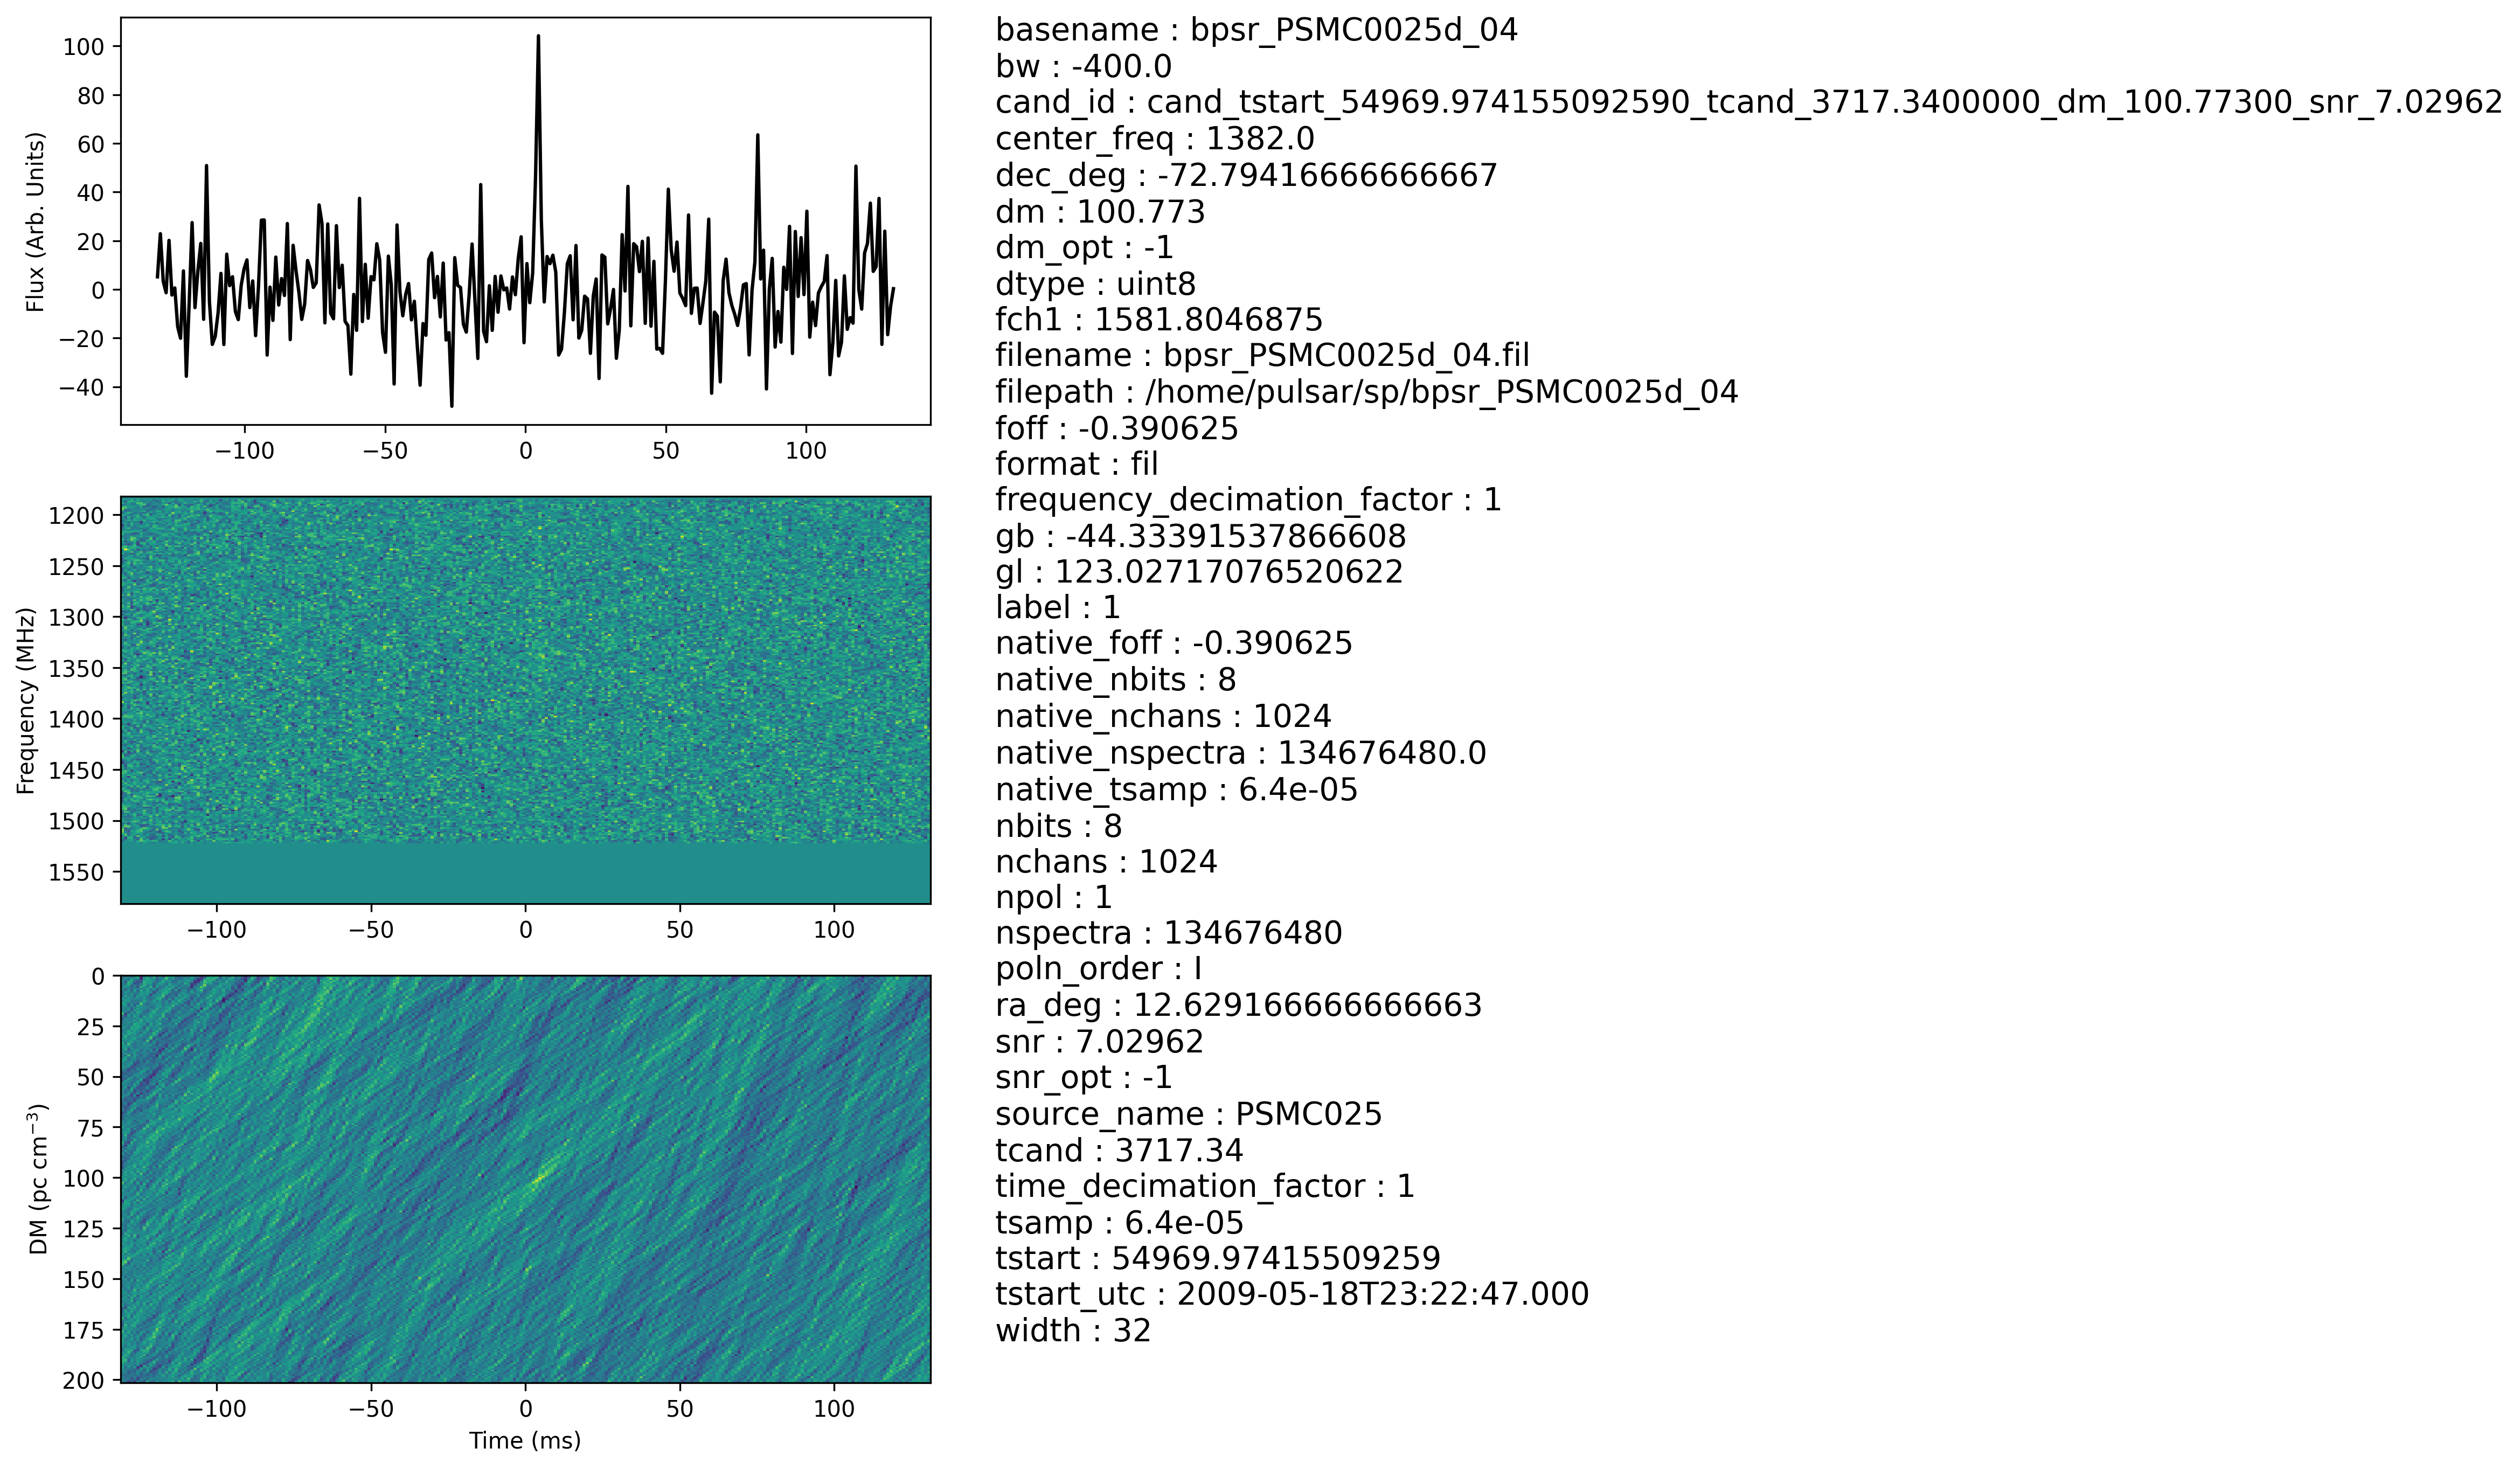 100
80
60
40
20
0
−20
−40
Flux (Arb. Units)
−100 −50 0 50 100
1200
1250
1300
1350
1400
1450
1500
1550
Frequency (MHz)
−100 −50 0 50 100
0
25
50
75
100
125
150
175
200
DM (pc cm⁻³)
−100 −50 0 50 100
Time (ms)
basename : bpsr_PSMC0025d_04
bw : -400.0
cand_id : cand_tstart_54969.974155092590_tcand_3717.3400000_dm_100.77300_snr_7.02962
center_freq : 1382.0
dec_deg : -72.79416666666667
dm : 100.773
dm_opt : -1
dtype : uint8
fch1 : 1581.8046875
filename : bpsr_PSMC0025d_04.fil
filepath : /home/pulsar/sp/bpsr_PSMC0025d_04
foff : -0.390625
format : fil
frequency_decimation_factor : 1
gb : -44.33391537866608
gl : 123.02717076520622
label : 1
native_foff : -0.390625
native_nbits : 8
native_nchans : 1024
native_nspectra : 134676480.0
native_tsamp : 6.4e-05
nbits : 8
nchans : 1024
npol : 1
nspectra : 134676480
poln_order : I
ra_deg : 12.629166666666663
snr : 7.02962
snr_opt : -1
source_name : PSMC025
tcand : 3717.34
time_decimation_factor : 1
tsamp : 6.4e-05
tstart : 54969.97415509259
tstart_utc : 2009-05-18T23:22:47.000
width : 32